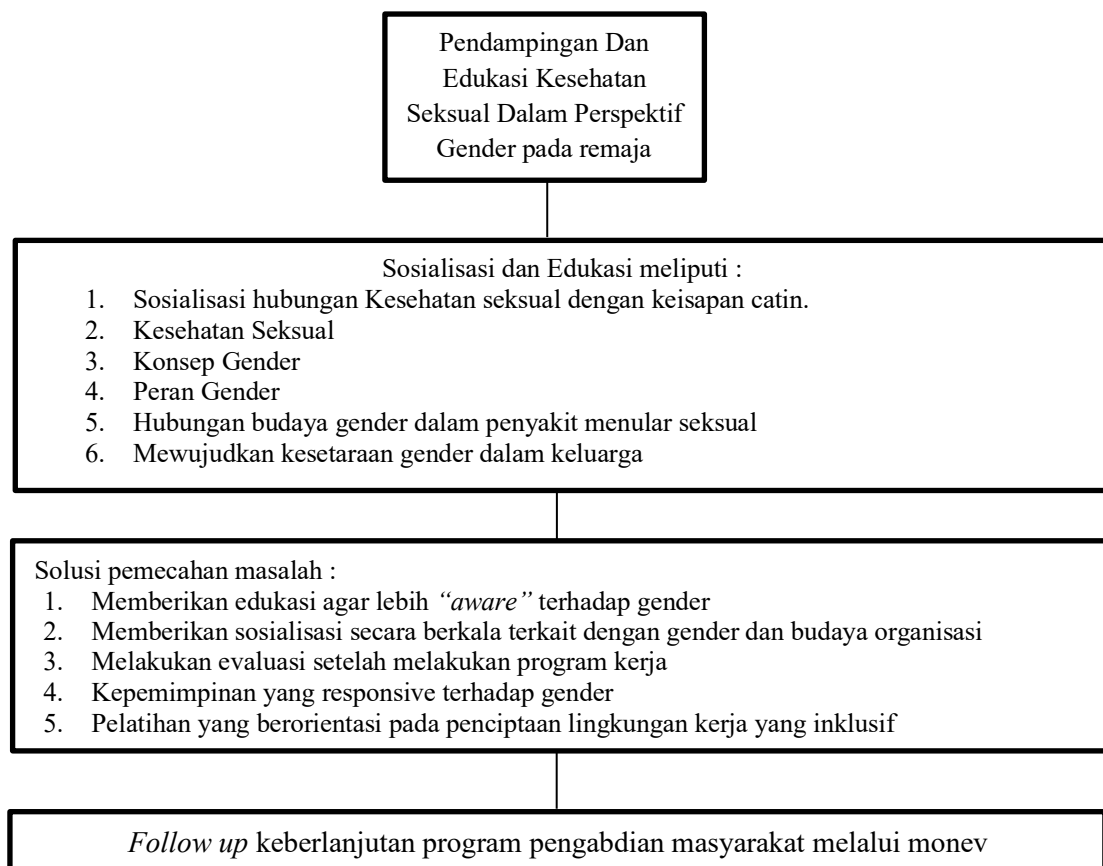 Pendampingan Dan
Edukasi Kesehatan
Seksual Dalam Perspektif
Gender pada remaja
Sosialisasi dan Edukasi meliputi :
1. Sosialisasi hubungan Kesehatan seksual dengan keisapan catin.
2. Kesehatan Seksual
3. Konsep Gender
4. Peran Gender
5. Hubungan budaya gender dalam penyakit menular seksual
6. Mewujudkan kesetaraan gender dalam keluarga
Solusi pemecahan masalah :
1. Memberikan edukasi agar lebih “aware” terhadap gender
2. Memberikan sosialisasi secara berkala terkait dengan gender dan budaya organisasi
3. Melakukan evaluasi setelah melakukan program kerja
4. Kepemimpinan yang responsive terhadap gender
5. Pelatihan yang berorientasi pada penciptaan lingkungan kerja yang inklusif
Follow up keberlanjutan program pengabdian masyarakat melalui monev